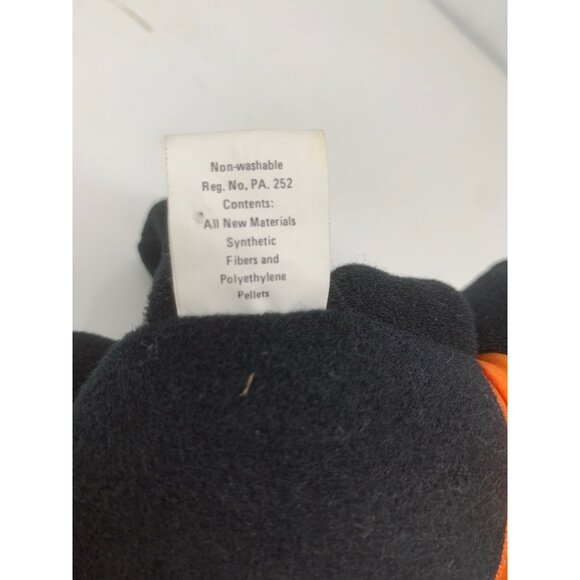 Non-washable
Reg. No. PA. 252
Contents:
All New Materials
Synthetic
Fibers and
Polyethylene
Pellets